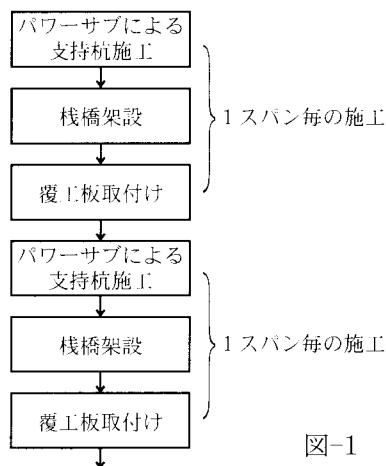 パワーサブによる
支持杭施工
桟橋架設
1スパン毎の施工
覆工板取付け
パワーサブによる
支持杭施工
桟橋架設
1スパン毎の施工
覆工板取付け
図-1